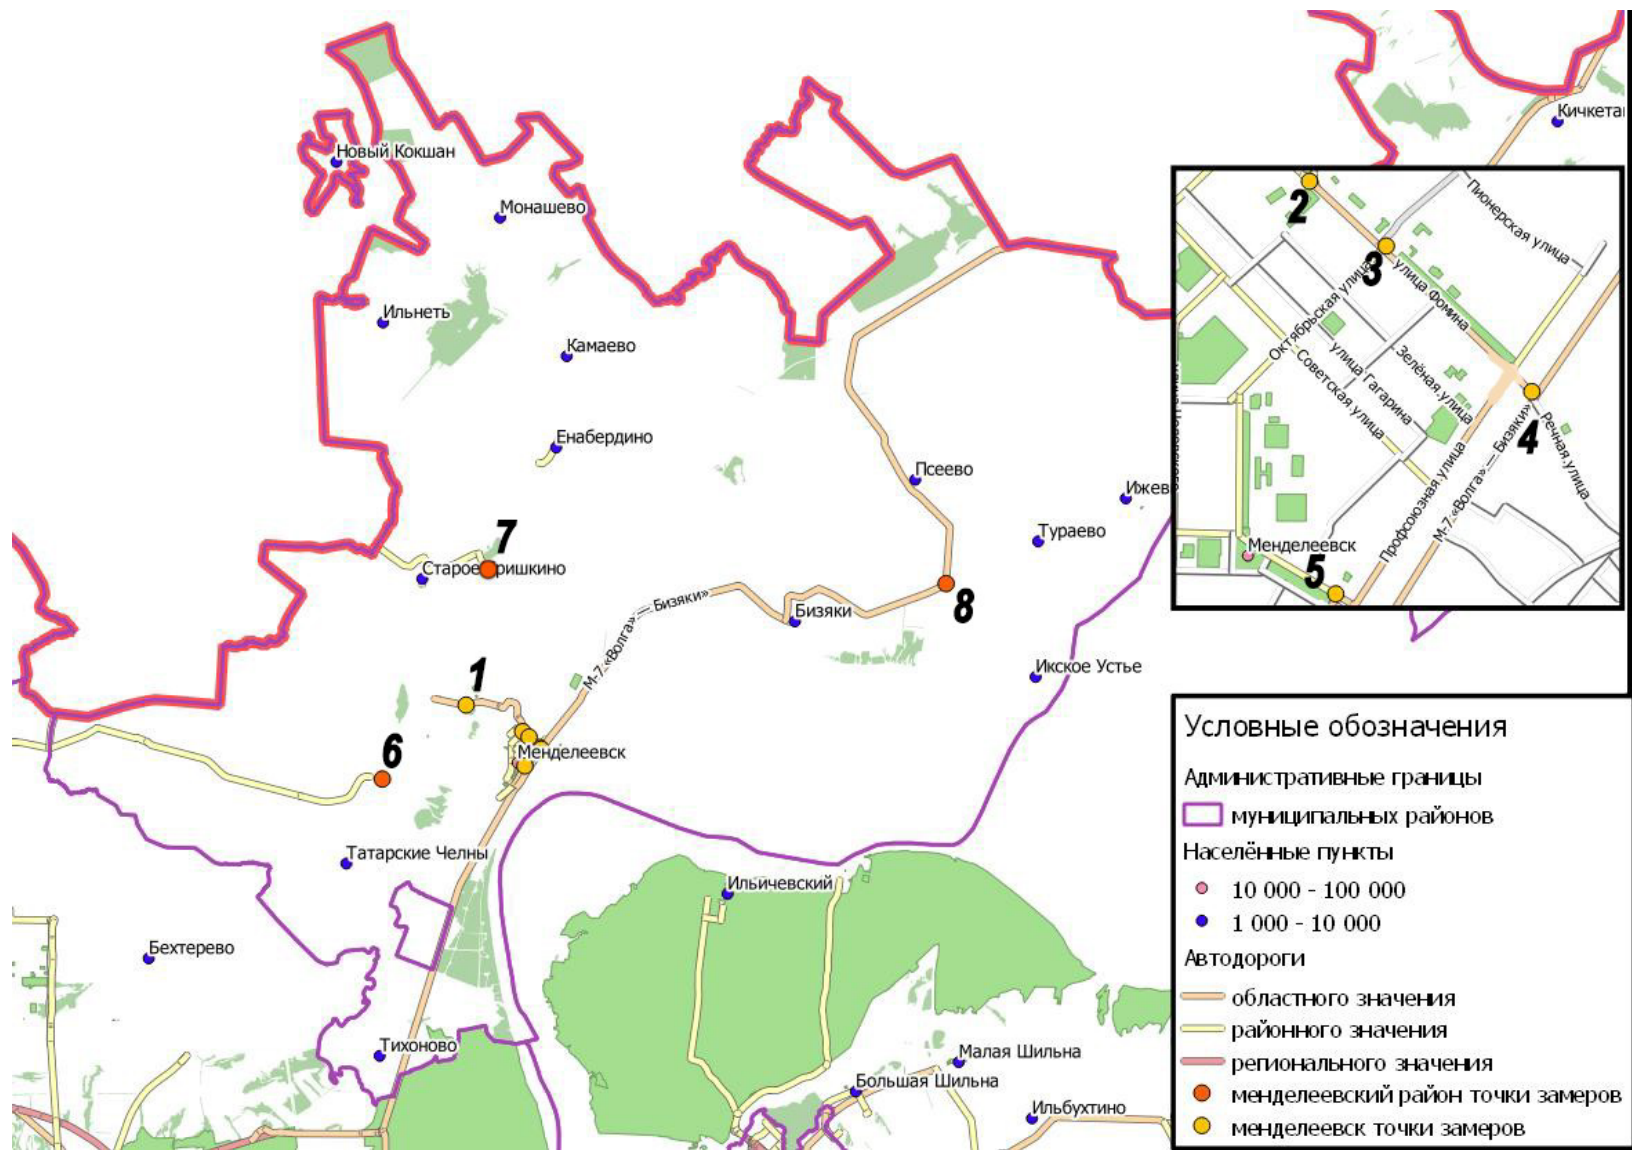 Кичкета
Новый Кокшан
Монашево
Пионерская улица
2
3
улица Фомина
Октябрьская улица
Ильнеть
Камаево
улица Гагарина
Зелёная улица
Советская улица
Енабердино
4
Речная улица
Псеево
Ижев
Профсоюзная улица
М-7 «Волга» — Бизяки»
Тураево
Менделеевск
7
Старое ришкино
5
8
М-7 «Волга» — Бизяки»
Бизяки
Икское Устье
1
6
Менделеевск
Татарские Челны
Ильичевский
Бехтерево
Тихоново
Малая Шильна
Большая Шильна
Ильбухтино
Условные обозначения
Административные границы
муниципальных районов
Населённые пункты
10 000 - 100 000
1 000 - 10 000
Автодороги
областного значения
районного значения
регионального значения
менделеевский район точки замеров
менделеевск точки замеров